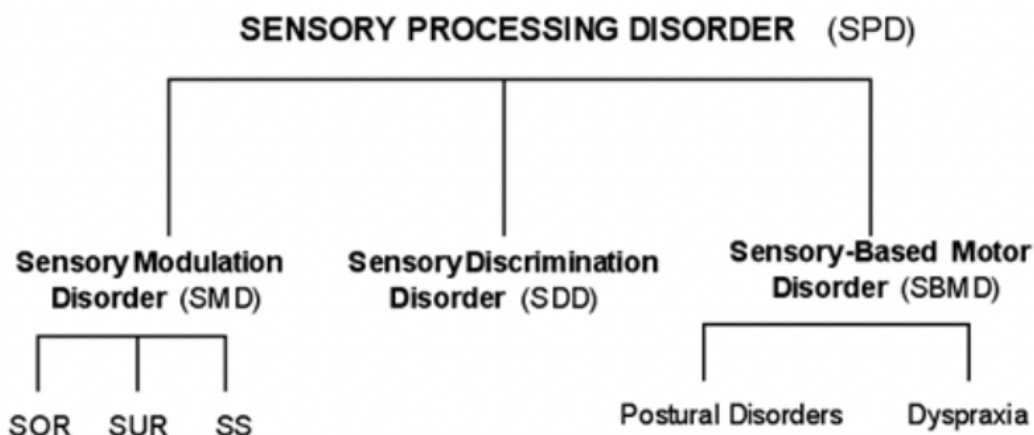 SENSORY PROCESSING DISORDER (SPD)
Sensory Modulation
Disorder (SMD)
Sensory Discrimination
Disorder (SDD)
Sensory-Based Motor
Disorder (SBMD)
SOR SUR SS
Postural Disorders Dyspraxia